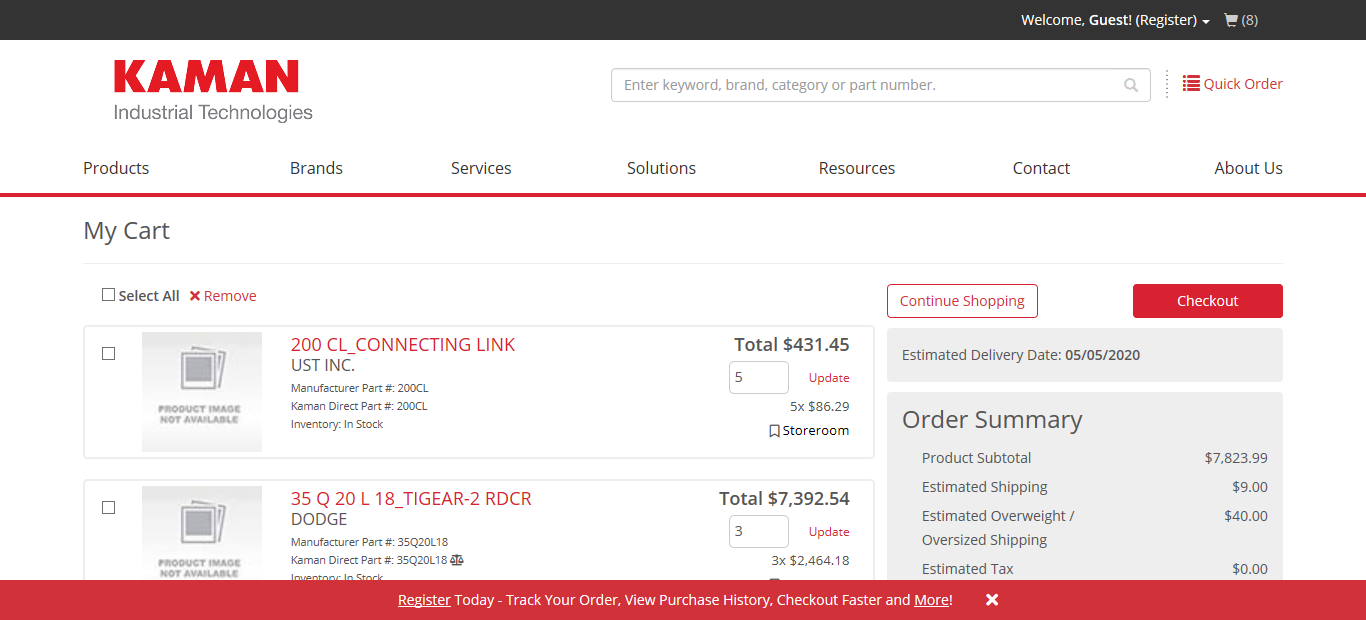 Welcome, Guest! (Register) (8)
KAMAN
Industrial Technologies
Enter keyword, brand, category or part number.
Quick Order
Products Brands Services Solutions Resources Contact About Us
My Cart
Select All Remove
Continue Shopping Checkout
200 CL_CONNECTING LINK
UST INC.
Manufacturer Part #: 200CL
Kaman Direct Part #: 200CL
Inventory: In Stock
PRODUCT IMAGE
NOT AVAILABLE
Total $431.45
5 Update
5x $86.29
Storeroom
35 Q 20 L 18_TIGEAR-2 RDCR
DODGE
Manufacturer Part #: 35Q20L18
Kaman Direct Part #: 35Q20L18
Inventory: In Stock
PRODUCT IMAGE
NOT AVAILABLE
Total $7,392.54
3 Update
3x $2,464.18
Estimated Delivery Date: 05/05/2020
Order Summary
Product Subtotal $7,823.99
Estimated Shipping $9.00
Estimated Overweight / $40.00
Oversized Shipping
Estimated Tax $0.00
Register Today - Track Your Order, View Purchase History, Checkout Faster and More!